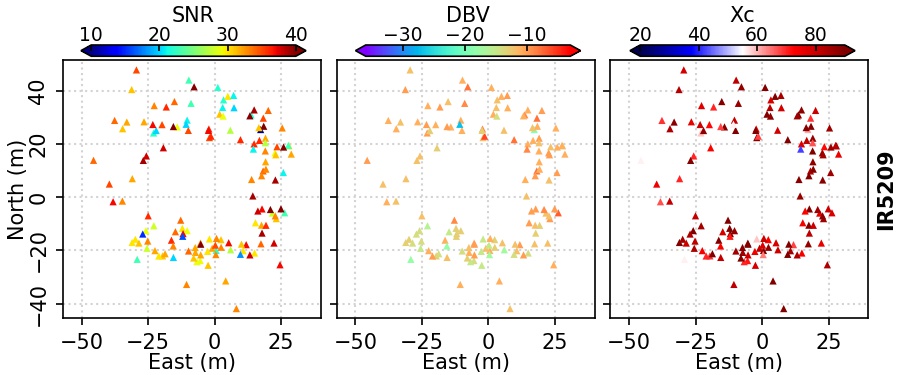 SNR DBV Xc
10 20 30 40 −30 −20 −10 20 40 60 80
40
20
0
−20
−40
North (m)
−50 −25 0 25 −50 −25 0 25 −50 −25 0 25
East (m) East (m) East (m)
IR5209